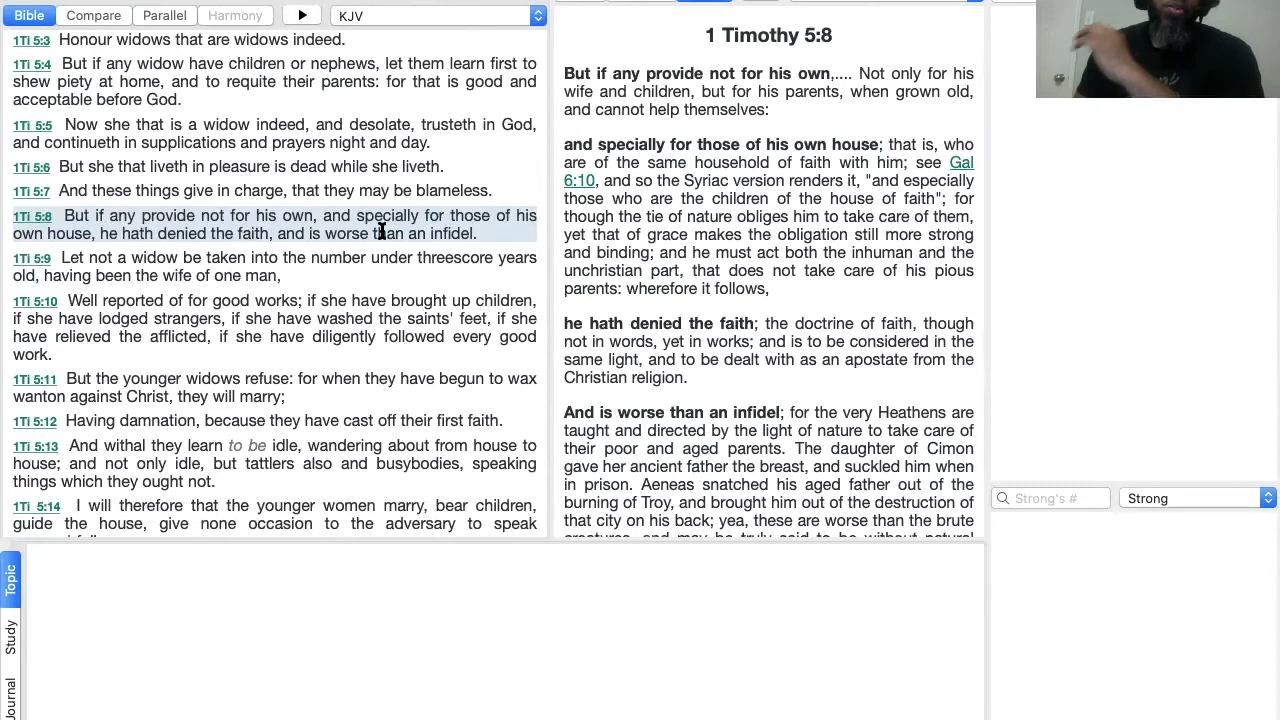 Bible Compare Parallel Harmony KJV
1Ti 5:3 Honour widows that are widows indeed.
1Ti 5:4 But if any widow have children or nephews, let them learn first to
shew piety at home, and to requite their parents: for that is good and
acceptable before God.
1Ti 5:5 Now she that is a widow indeed, and desolate, trusteth in God,
and continueth in supplications and prayers night and day.
1Ti 5:6 But she that liveth in pleasure is dead while she liveth.
1Ti 5:7 And these things give in charge, that they may be blameless.
1Ti 5:8 But if any provide not for his own, and specially for those of his
own house, he hath denied the faith, and is worse than an infidel.
1Ti 5:9 Let not a widow be taken into the number under threescore years
old, having been the wife of one man,
1Ti 5:10 Well reported of for good works; if she have brought up children,
if she have lodged strangers, if she have washed the saints' feet, if she
have relieved the afflicted, if she have diligently followed every good
work.
1Ti 5:11 But the younger widows refuse: for when they have begun to wax
wanton against Christ, they will marry;
1Ti 5:12 Having damnation, because they have cast off their first faith.
1Ti 5:13 And withal they learn to be idle, wandering about from house to
house; and not only idle, but tattlers also and busybodies, speaking
things which they ought not.
1Ti 5:14 I will therefore that the younger women marry, bear children,
guide the house, give none occasion to the adversary to speak
1 Timothy 5:8
But if any provide not for his own,.... Not only for his
wife and children, but for his parents, when grown old,
and cannot help themselves:
and specially for those of his own house; that is, who
are of the same household of faith with him; see Gal
6:10, and so the Syriac version renders it, "and especially
those who are the children of the house of faith"; for
though the tie of nature obliges him to take care of them,
yet that of grace makes the obligation still more strong
and binding; and he must act both the inhuman and the
unchristian part, that does not take care of his pious
parents: wherefore it follows,
he hath denied the faith; the doctrine of faith, though
not in words, yet in works; and is to be considered in the
same light, and to be dealt with as an apostate from the
Christian religion.
And is worse than an infidel; for the very Heathens are
taught and directed by the light of nature to take care of
their poor and aged parents. The daughter of Cimon
gave her ancient father the breast, and suckled him when
in prison. Aeneas snatched his aged father out of the
burning of Troy, and brought him out of the destruction of
that city on his back; yea, these are worse than the brute
Strong's # Strong
Topic
Study
Journal